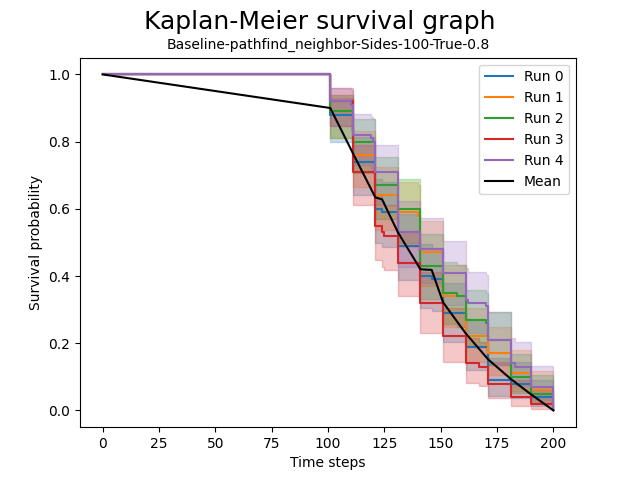 Kaplan-Meier survival graph
Baseline-pathfind_neighbor-Sides-100-True-0.8
Survival probability
1.0
0.8
0.6
0.4
0.2
0.0
Run 0
Run 1
Run 2
Run 3
Run 4
Mean
0
25
50
75
100
125
150
175
200
Time steps